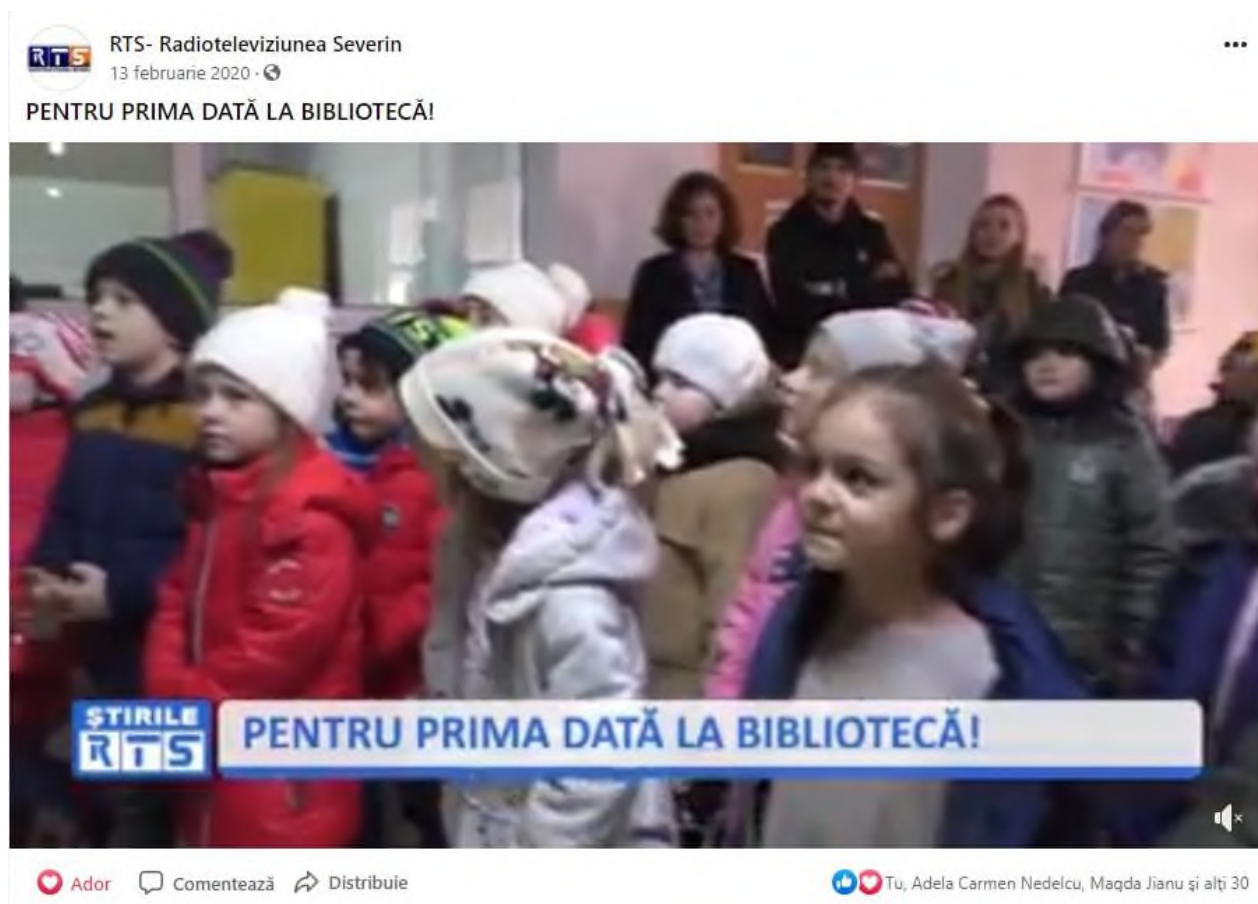 RTS
RTS- Radioteleviziunea Severin
13 februarie 2020 ·
PENTRU PRIMA DATĂ LA BIBLIOTECĂ!
ȘTIRILE
RTS
PENTRU PRIMA DATĂ LA BIBLIOTECĂ!
Ador Comentează Distribuie
Tu, Adela Carmen Nedelcu, Magda Jianu și alți 30